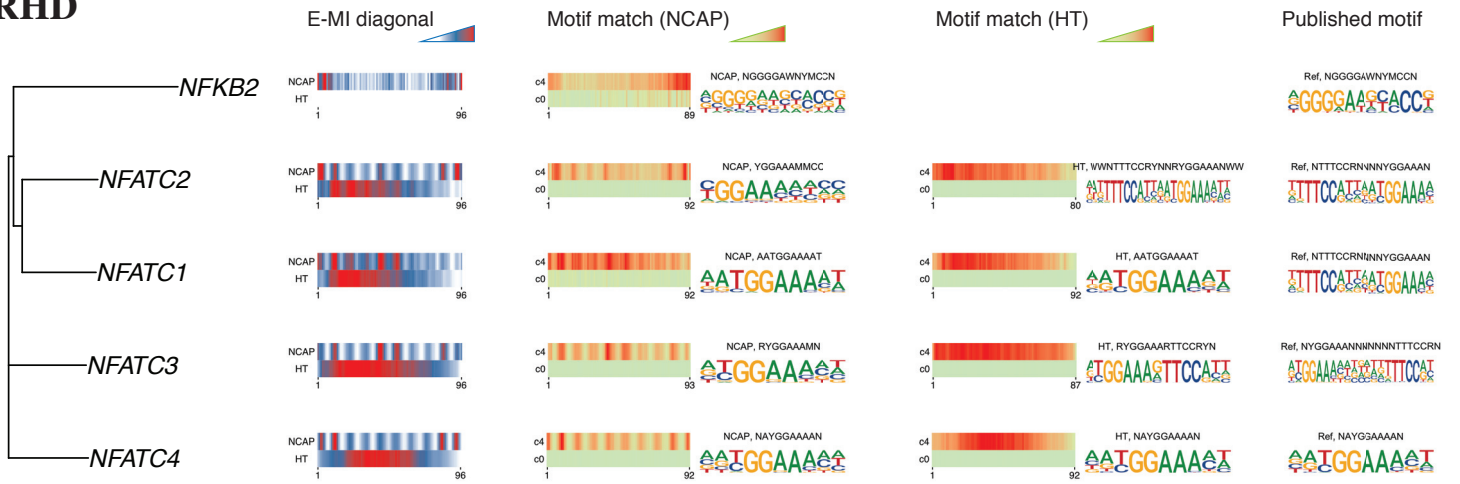 RHD
E-MI diagonal
Motif match (NCAP)
Motif match (HT)
Published motif
NFKB2
NCAP
HT
1 96
c4
c0
1 89
NCAP, NGGGGAWNYMCCN
Ref, NGGGGAWNYMCCN
NFATC2
NCAP
HT
1 96
c4
c0
1 92
NCAP, YGGAAAMMCC
c4
c0
1 80
HT, WWNTTTCCRYNNRYGGAAANWW
Ref, NTTTCCRNNNNYGGAAAN
NFATC1
NCAP
HT
1 96
c4
c0
1 92
NCAP, AATGGAAAAT
c4
c0
1 92
HT, AATGGAAAAT
Ref, NTTTCCRNNNNYGGAAAN
NFATC3
NCAP
HT
1 96
c4
c0
1 93
NCAP, RYGGAAAMN
c4
c0
1 87
HT, RYGGAAARTTCCRYN
Ref, NYGGAAANNNNNNNTTTCCRN
NFATC4
NCAP
HT
1 96
c4
c0
1 92
NCAP, NAYGGAAAAN
c4
c0
1 92
HT, NAYGGAAAAN
Ref, NAYGGAAAAN